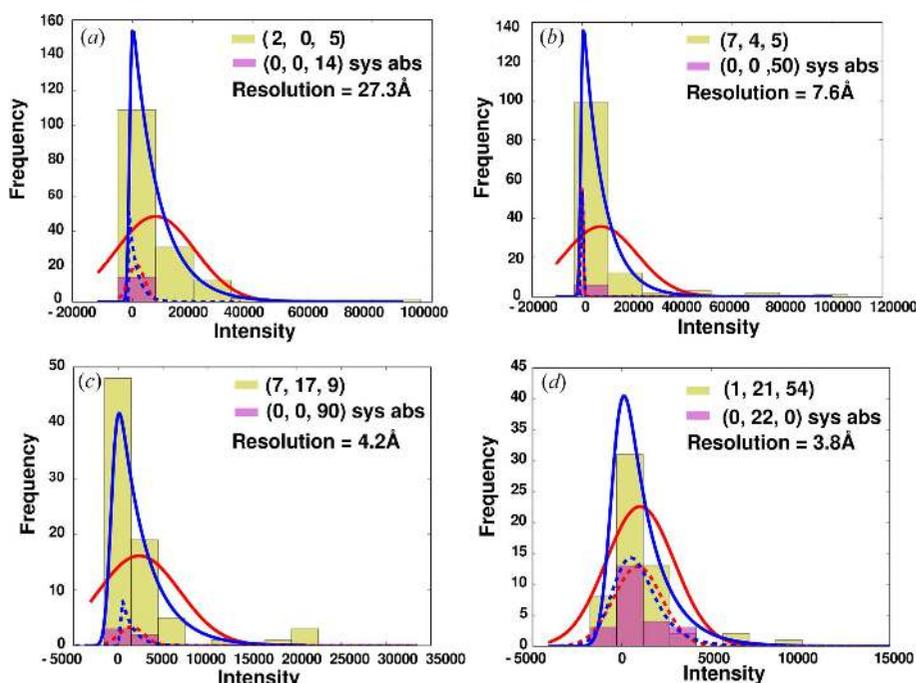 (a)
160
140
120
100
80
60
40
20
0
Frequency
(2, 0, 5)
(0, 0, 14) sys abs
Resolution = 27.3Å
-20000 0 20000 40000 60000 80000 100000
Intensity
(b)
140
120
100
80
60
40
20
0
Frequency
(7, 4, 5)
(0, 0 ,50) sys abs
Resolution = 7.6Å
-20000 0 20000 40000 60000 80000 100000 120000
Intensity
(c)
50
40
30
20
10
0
Frequency
(7, 17, 9)
(0, 0, 90) sys abs
Resolution = 4.2Å
-5000 0 5000 10000 15000 20000 25000 30000 35000
Intensity
(d)
45
40
35
30
25
20
15
10
5
0
Frequency
(1, 21, 54)
(0, 22, 0) sys abs
Resolution = 3.8Å
-5000 0 5000 10000 15000
Intensity